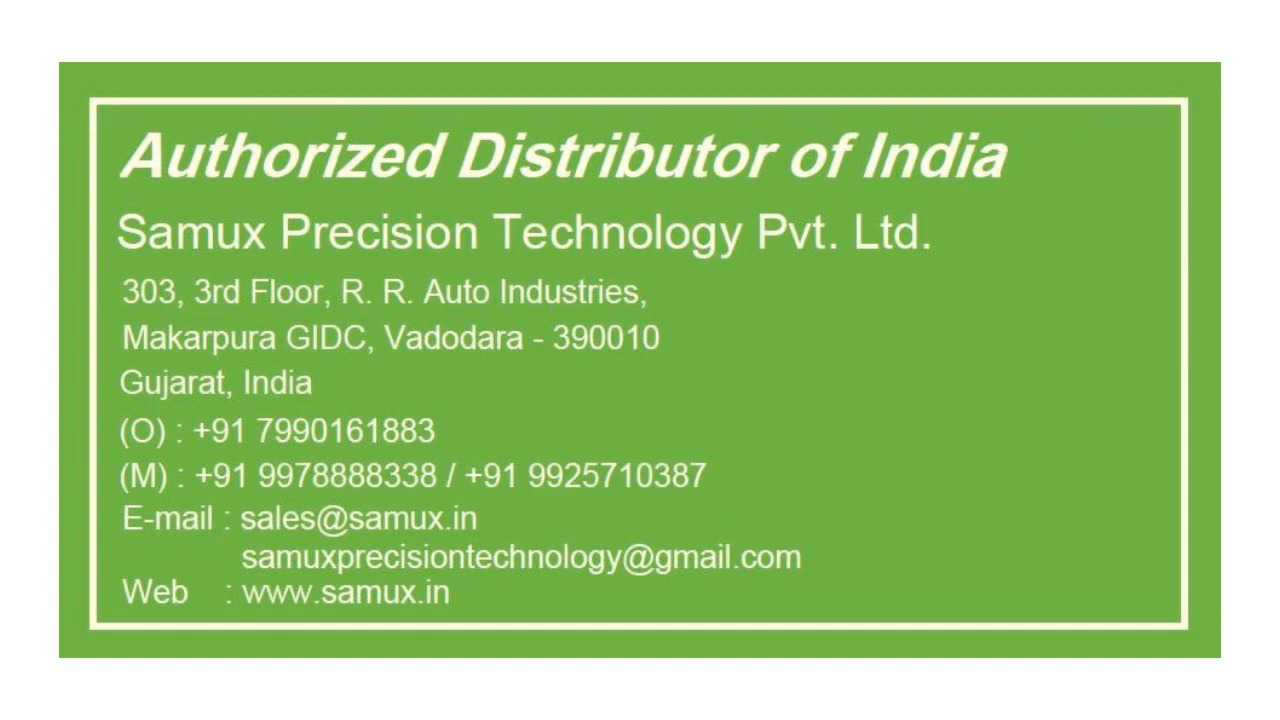 Authorized Distributor of India
Samux Precision Technology Pvt. Ltd.
303, 3rd Floor, R. R. Auto Industries,
Makarpura GIDC, Vadodara - 390010
Gujarat, India
(O) : +91 7990161883
(M) : +91 9978888338 / +91 9925710387
E-mail : sales@samux.in
samuxprecisiontechnology@gmail.com
Web : www.samux.in